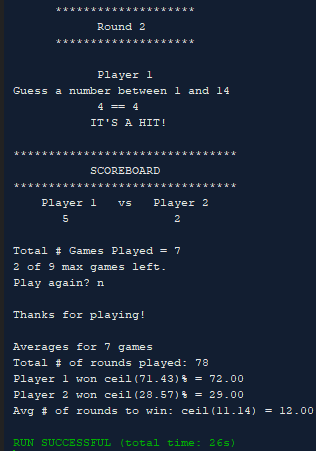 ********************
Round 2
********************
Player 1
Guess a number between 1 and 14
4 == 4
IT'S A HIT!
********************************
SCOREBOARD
********************************
Player 1 vs Player 2
5 2
Total # Games Played = 7
2 of 9 max games left.
Play again? n
Thanks for playing!
Averages for 7 games
Total # of rounds played: 78
Player 1 won ceil(71.43)% = 72.00
Player 2 won ceil(28.57)% = 29.00
Avg # of rounds to win: ceil(11.14) = 12.00
RUN SUCCESSFUL (total time: 26s)